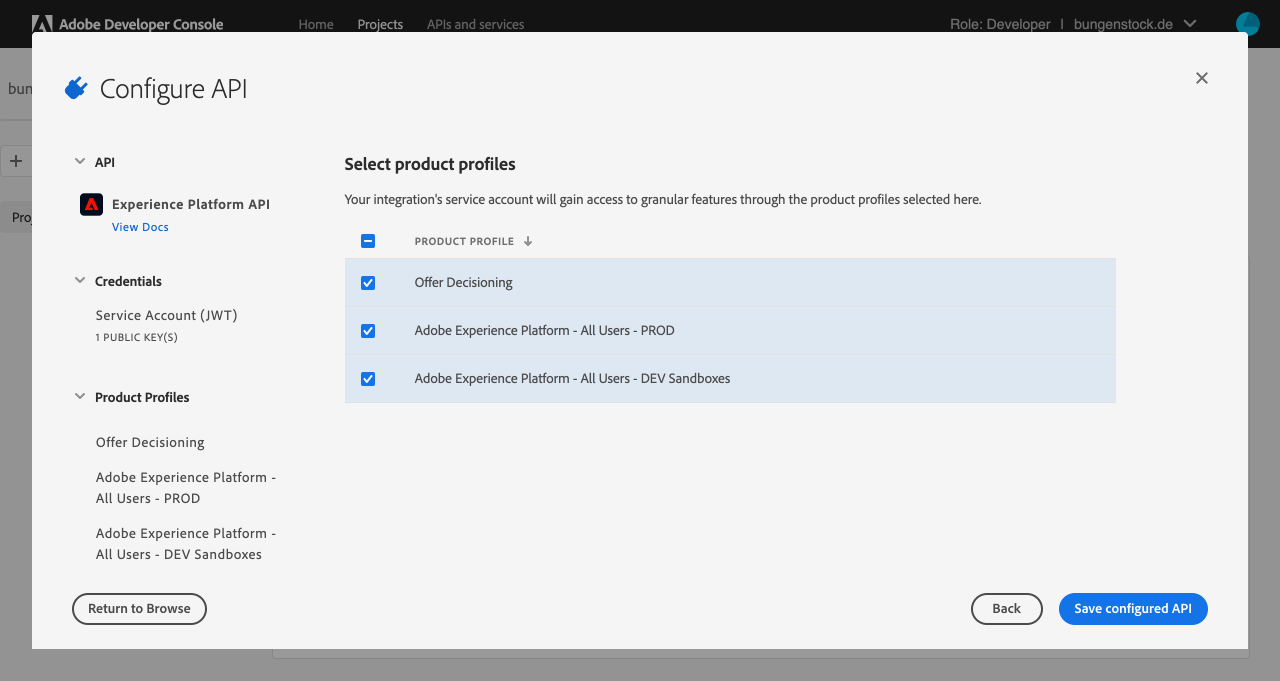 Adobe Developer Console
Home
Projects
APIs and services
Role: Developer | bungenstock.de
bun
Configure API
API
Experience Platform API
View Docs
Credentials
Service Account (JWT)
1 PUBLIC KEY(S)
Product Profiles
Offer Decisioning
Adobe Experience Platform -
All Users - PROD
Adobe Experience Platform -
All Users - DEV Sandboxes
Proj
Select product profiles
Your integration's service account will gain access to granular features through the product profiles selected here.
PRODUCT PROFILE
Offer Decisioning
Adobe Experience Platform - All Users - PROD
Adobe Experience Platform - All Users - DEV Sandboxes
Return to Browse
Back
Save configured API